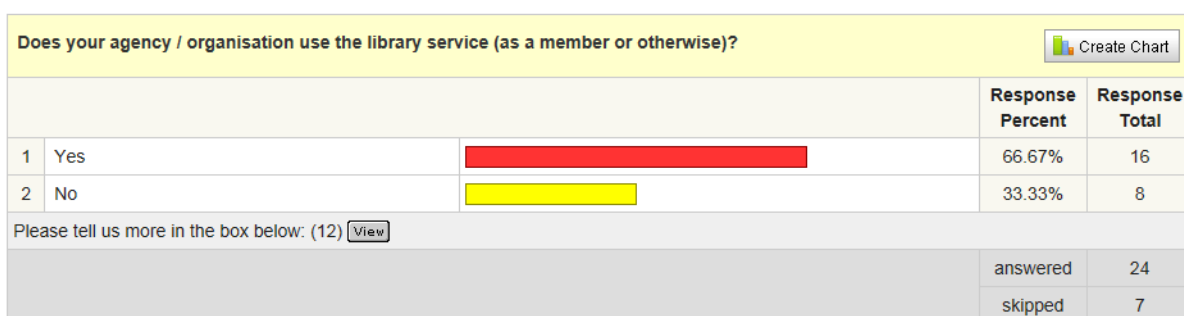 Does your agency / organisation use the library service (as a member or otherwise)?
Create Chart
Response Percent
Response Total
1 Yes 66.67% 16
2 No 33.33% 8
Please tell us more in the box below: (12) View
answered 24
skipped 7